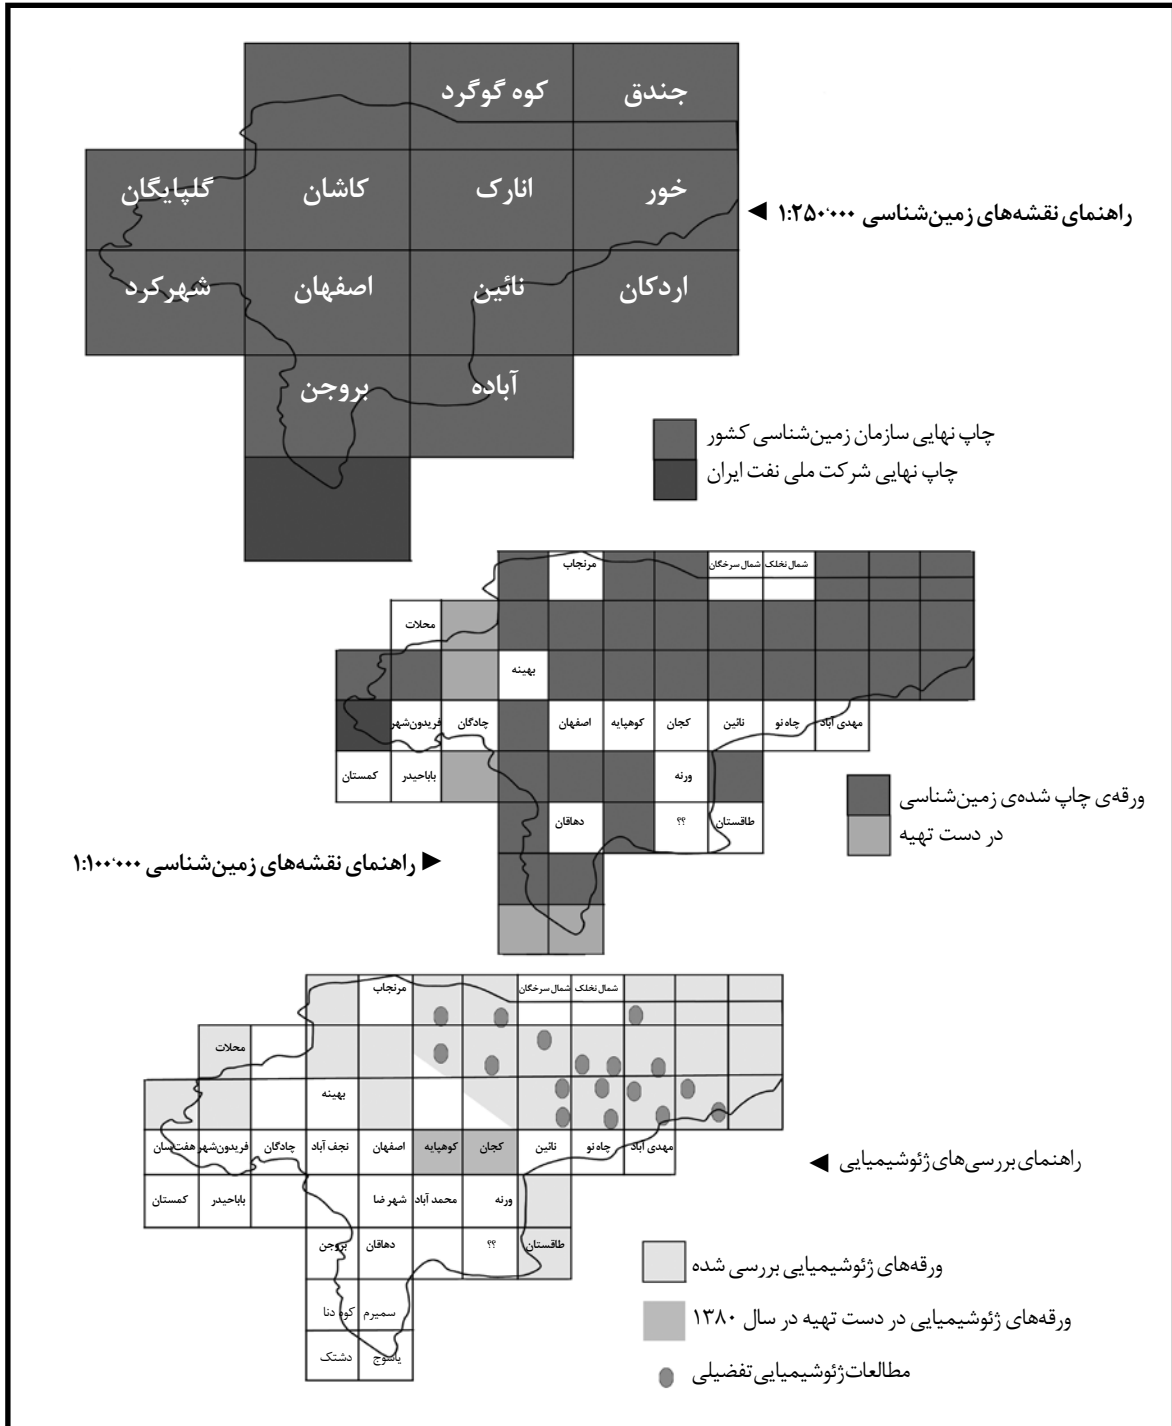 جندق
کوه گوگرد
خور
انارک
کاشان
گلپایگان
راهنمای نقشه‌های زمین‌شناسی ۱:۲۵۰٬۰۰۰
اردکان
نائین
اصفهان
شهرکرد
آباده
بروجن
چاپ نهایی سازمان زمین‌شناسی کشور
چاپ نهایی شرکت ملی نفت ایران
شمال نخلک
شمال سرخگان
مرنجاب
محلات
بهینه
مهدی آباد
چاه نو
نائین
کجان
کوهپایه
اصفهان
چادگان
فریدون‌شهر
ورنه
باباحیدر
کمستان
طاقستان
؟؟
دهاقان
ورقه‌ی چاپ شده‌ی زمین‌شناسی
در دست تهیه
راهنمای نقشه‌های زمین‌شناسی ۱:۱۰۰٬۰۰۰
شمال نخلک
شمال سرخگان
مرنجاب
محلات
بهینه
مهدی آباد
چاه نو
نائین
کجان
کوهپایه
اصفهان
نجف آباد
چادگان
فریدون‌شهر
هفت‌سان
راهنمای بررسی‌های ژئوشیمیایی
ورنه
محمد آباد
شهر ضا
باباحیدر
کمستان
طاقستان
؟؟
دهاقان
بروجن
ورقه‌های ژئوشیمیایی بررسی شده
سمیرم
کوه دنا
ورقه‌های ژئوشیمیایی در دست تهیه در سال ۱۳۸۰
یاسوج
دشتک
مطالعات ژئوشیمیایی تفضیلی